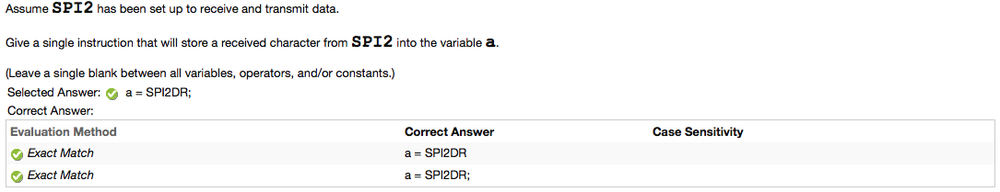 Assume SPI2 has been set up to receive and transmit data.
Give a single instruction that will store a received character from SPI2 into the variable a.
(Leave a single blank between all variables, operators, and/or constants.)
Selected Answer: a = SPI2DR;
Correct Answer:
Evaluation Method Correct Answer Case Sensitivity
Exact Match a = SPI2DR
Exact Match a = SPI2DR;